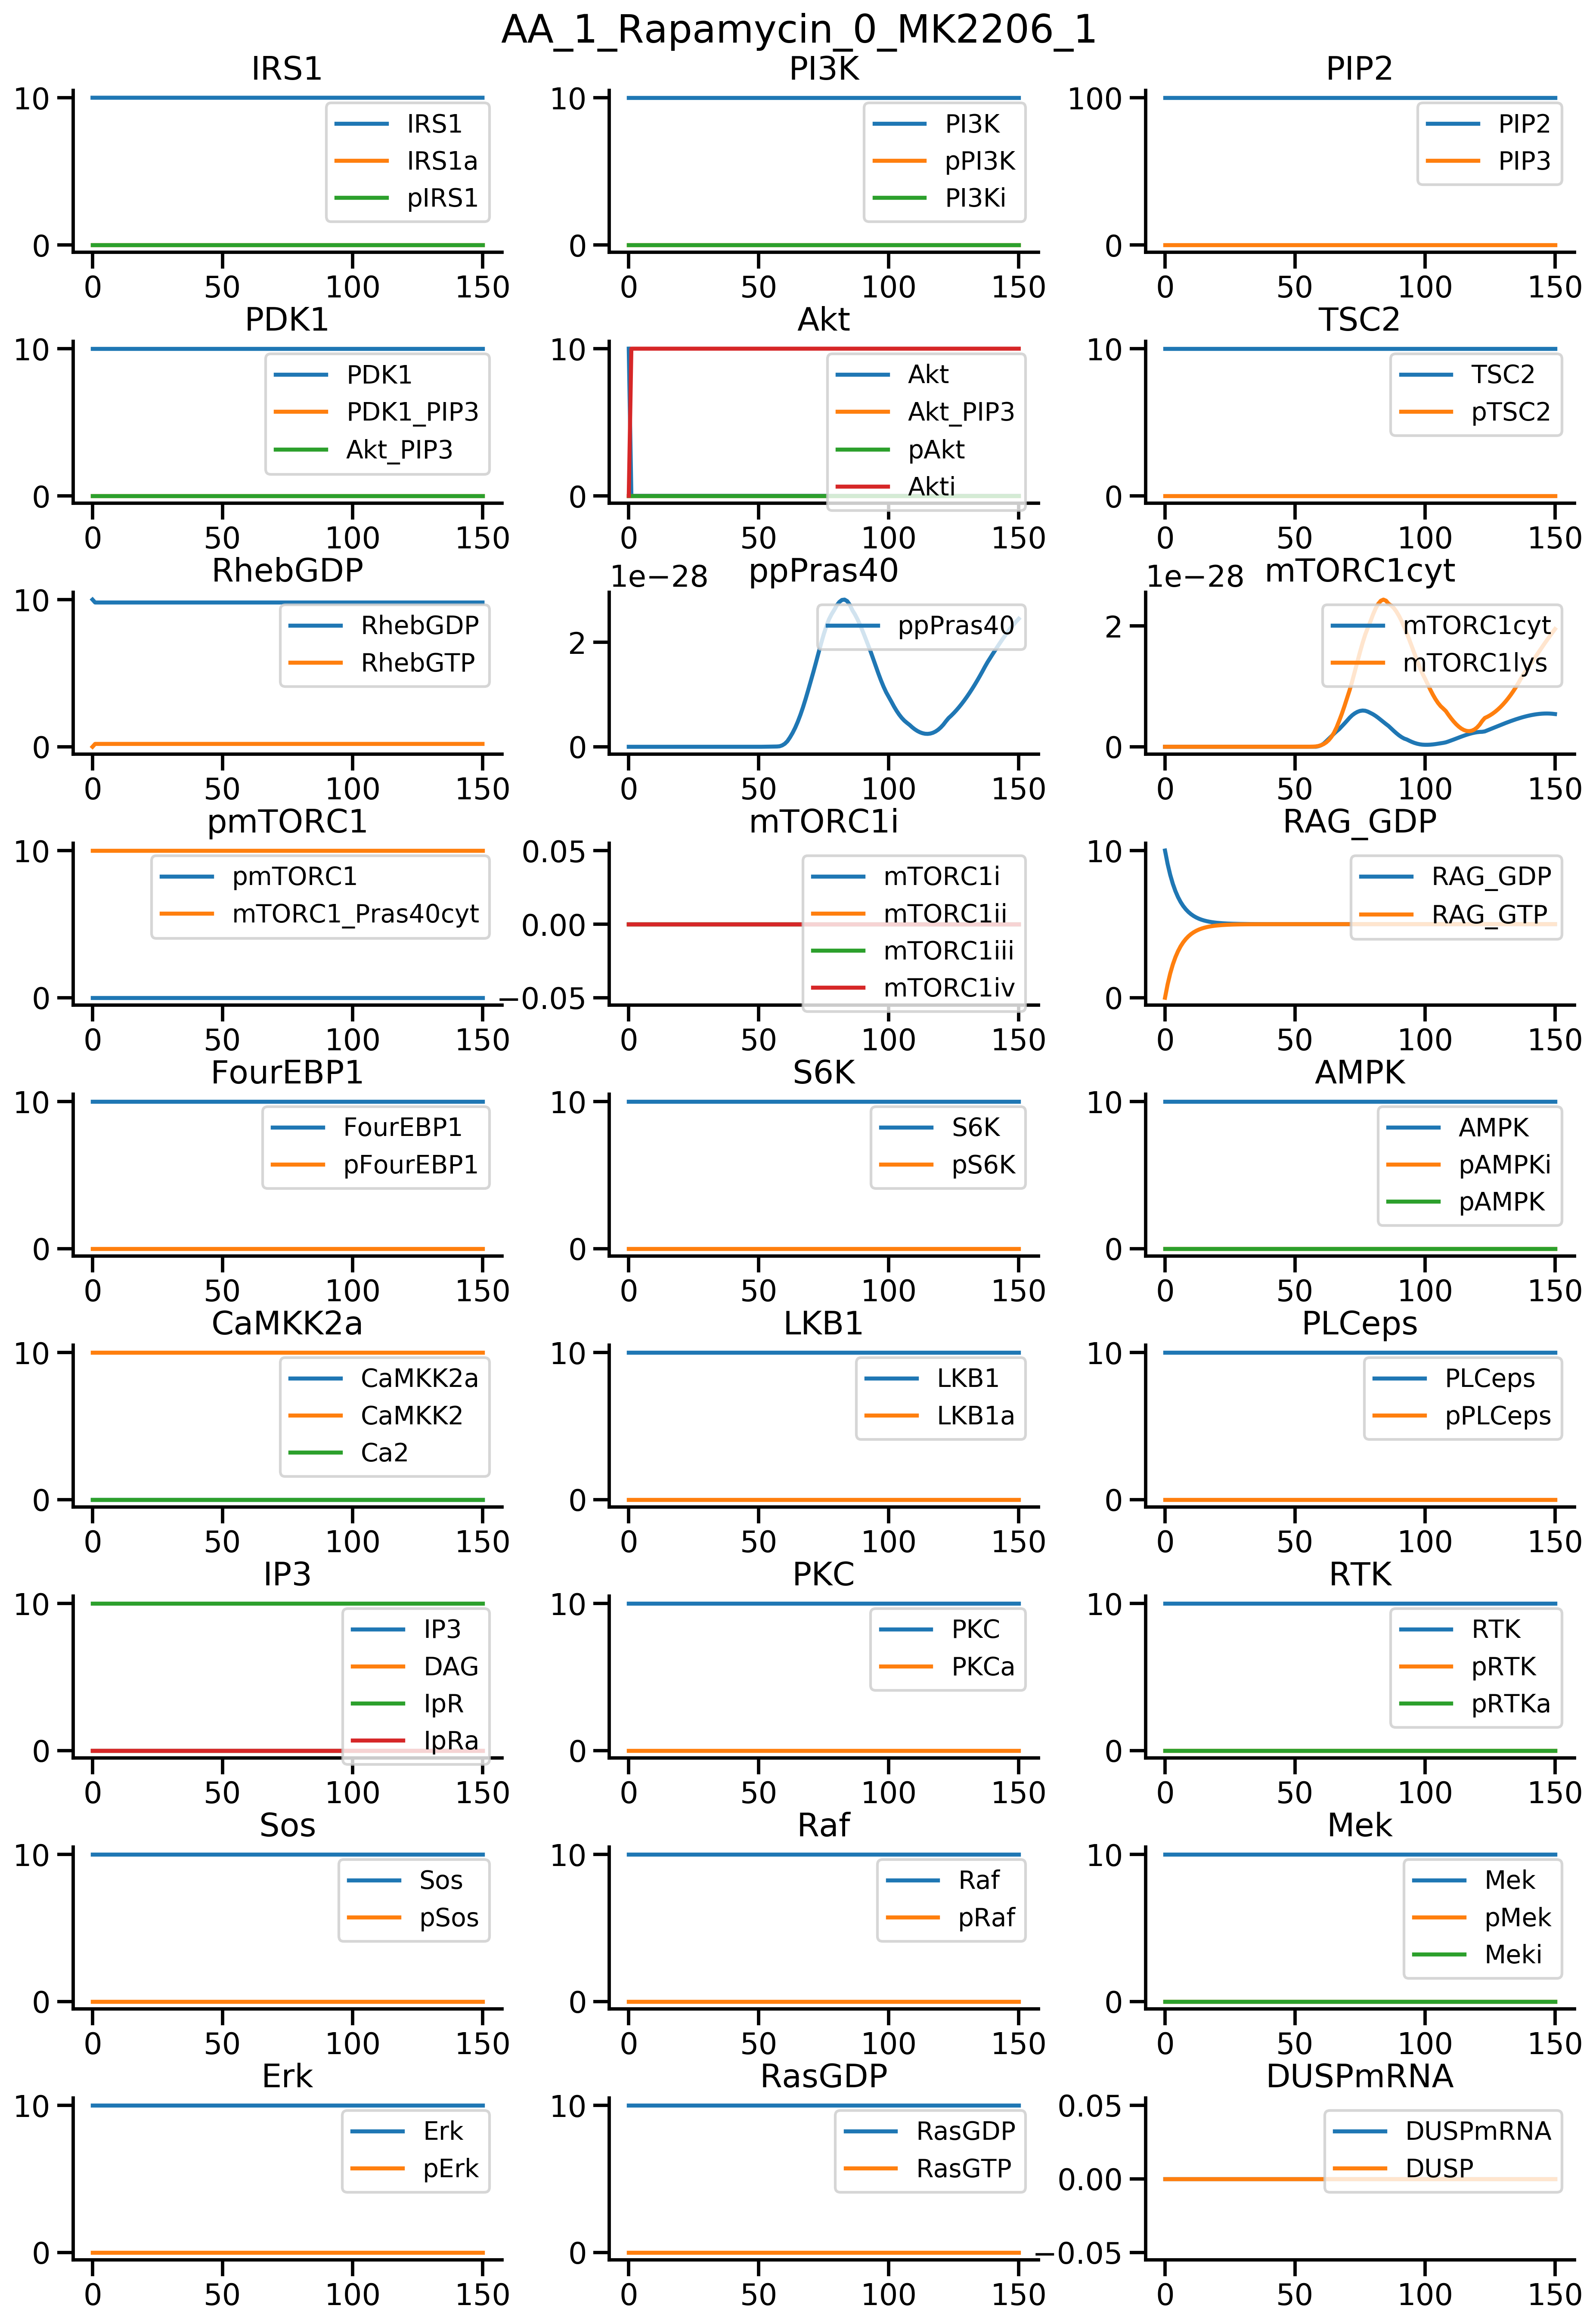 AA_1_Rapamycin_0_MK2206_1
IRS1
10
0
0 50 100 150
IRS1
IRS1a
pIRS1
PI3K
10
0
0 50 100 150
PI3K
pPI3K
PI3Ki
PIP2
100
0
0 50 100 150
PIP2
PIP3
PDK1
10
0
0 50 100 150
PDK1
PDK1_PIP3
Akt_PIP3
Akt
10
0
0 50 100 150
Akt
Akt_PIP3
pAkt
Akti
TSC2
10
0
0 50 100 150
TSC2
pTSC2
RhebGDP
10
0
0 50 100 150
RhebGDP
RhebGTP
1e−28 ppPras40
2
0
0 50 100 150
ppPras40
1e−28 mTORC1cyt
2
0
0 50 100 150
mTORC1cyt
mTORC1lys
pmTORC1
10
0
0 50 100 150
pmTORC1
mTORC1_Pras40cyt
mTORC1i
0.05
0.00
−0.05
0 50 100 150
mTORC1i
mTORC1ii
mTORC1iii
mTORC1iv
RAG_GDP
10
0
0 50 100 150
RAG_GDP
RAG_GTP
FourEBP1
10
0
0 50 100 150
FourEBP1
pFourEBP1
S6K
10
0
0 50 100 150
S6K
pS6K
AMPK
10
0
0 50 100 150
AMPK
pAMPKi
pAMPK
CaMKK2a
10
0
0 50 100 150
CaMKK2a
CaMKK2
Ca2
LKB1
10
0
0 50 100 150
LKB1
LKB1a
PLCeps
10
0
0 50 100 150
PLCeps
pPLCeps
IP3
10
0
0 50 100 150
IP3
DAG
IpR
IpRa
PKC
10
0
0 50 100 150
PKC
PKCa
RTK
10
0
0 50 100 150
RTK
pRTK
pRTKa
Sos
10
0
0 50 100 150
Sos
pSos
Raf
10
0
0 50 100 150
Raf
pRaf
Mek
10
0
0 50 100 150
Mek
pMek
Meki
Erk
10
0
0 50 100 150
Erk
pErk
RasGDP
10
0
0 50 100 150
RasGDP
RasGTP
DUSPmRNA
0.05
0.00
−0.05
0 50 100 150
DUSPmRNA
DUSP